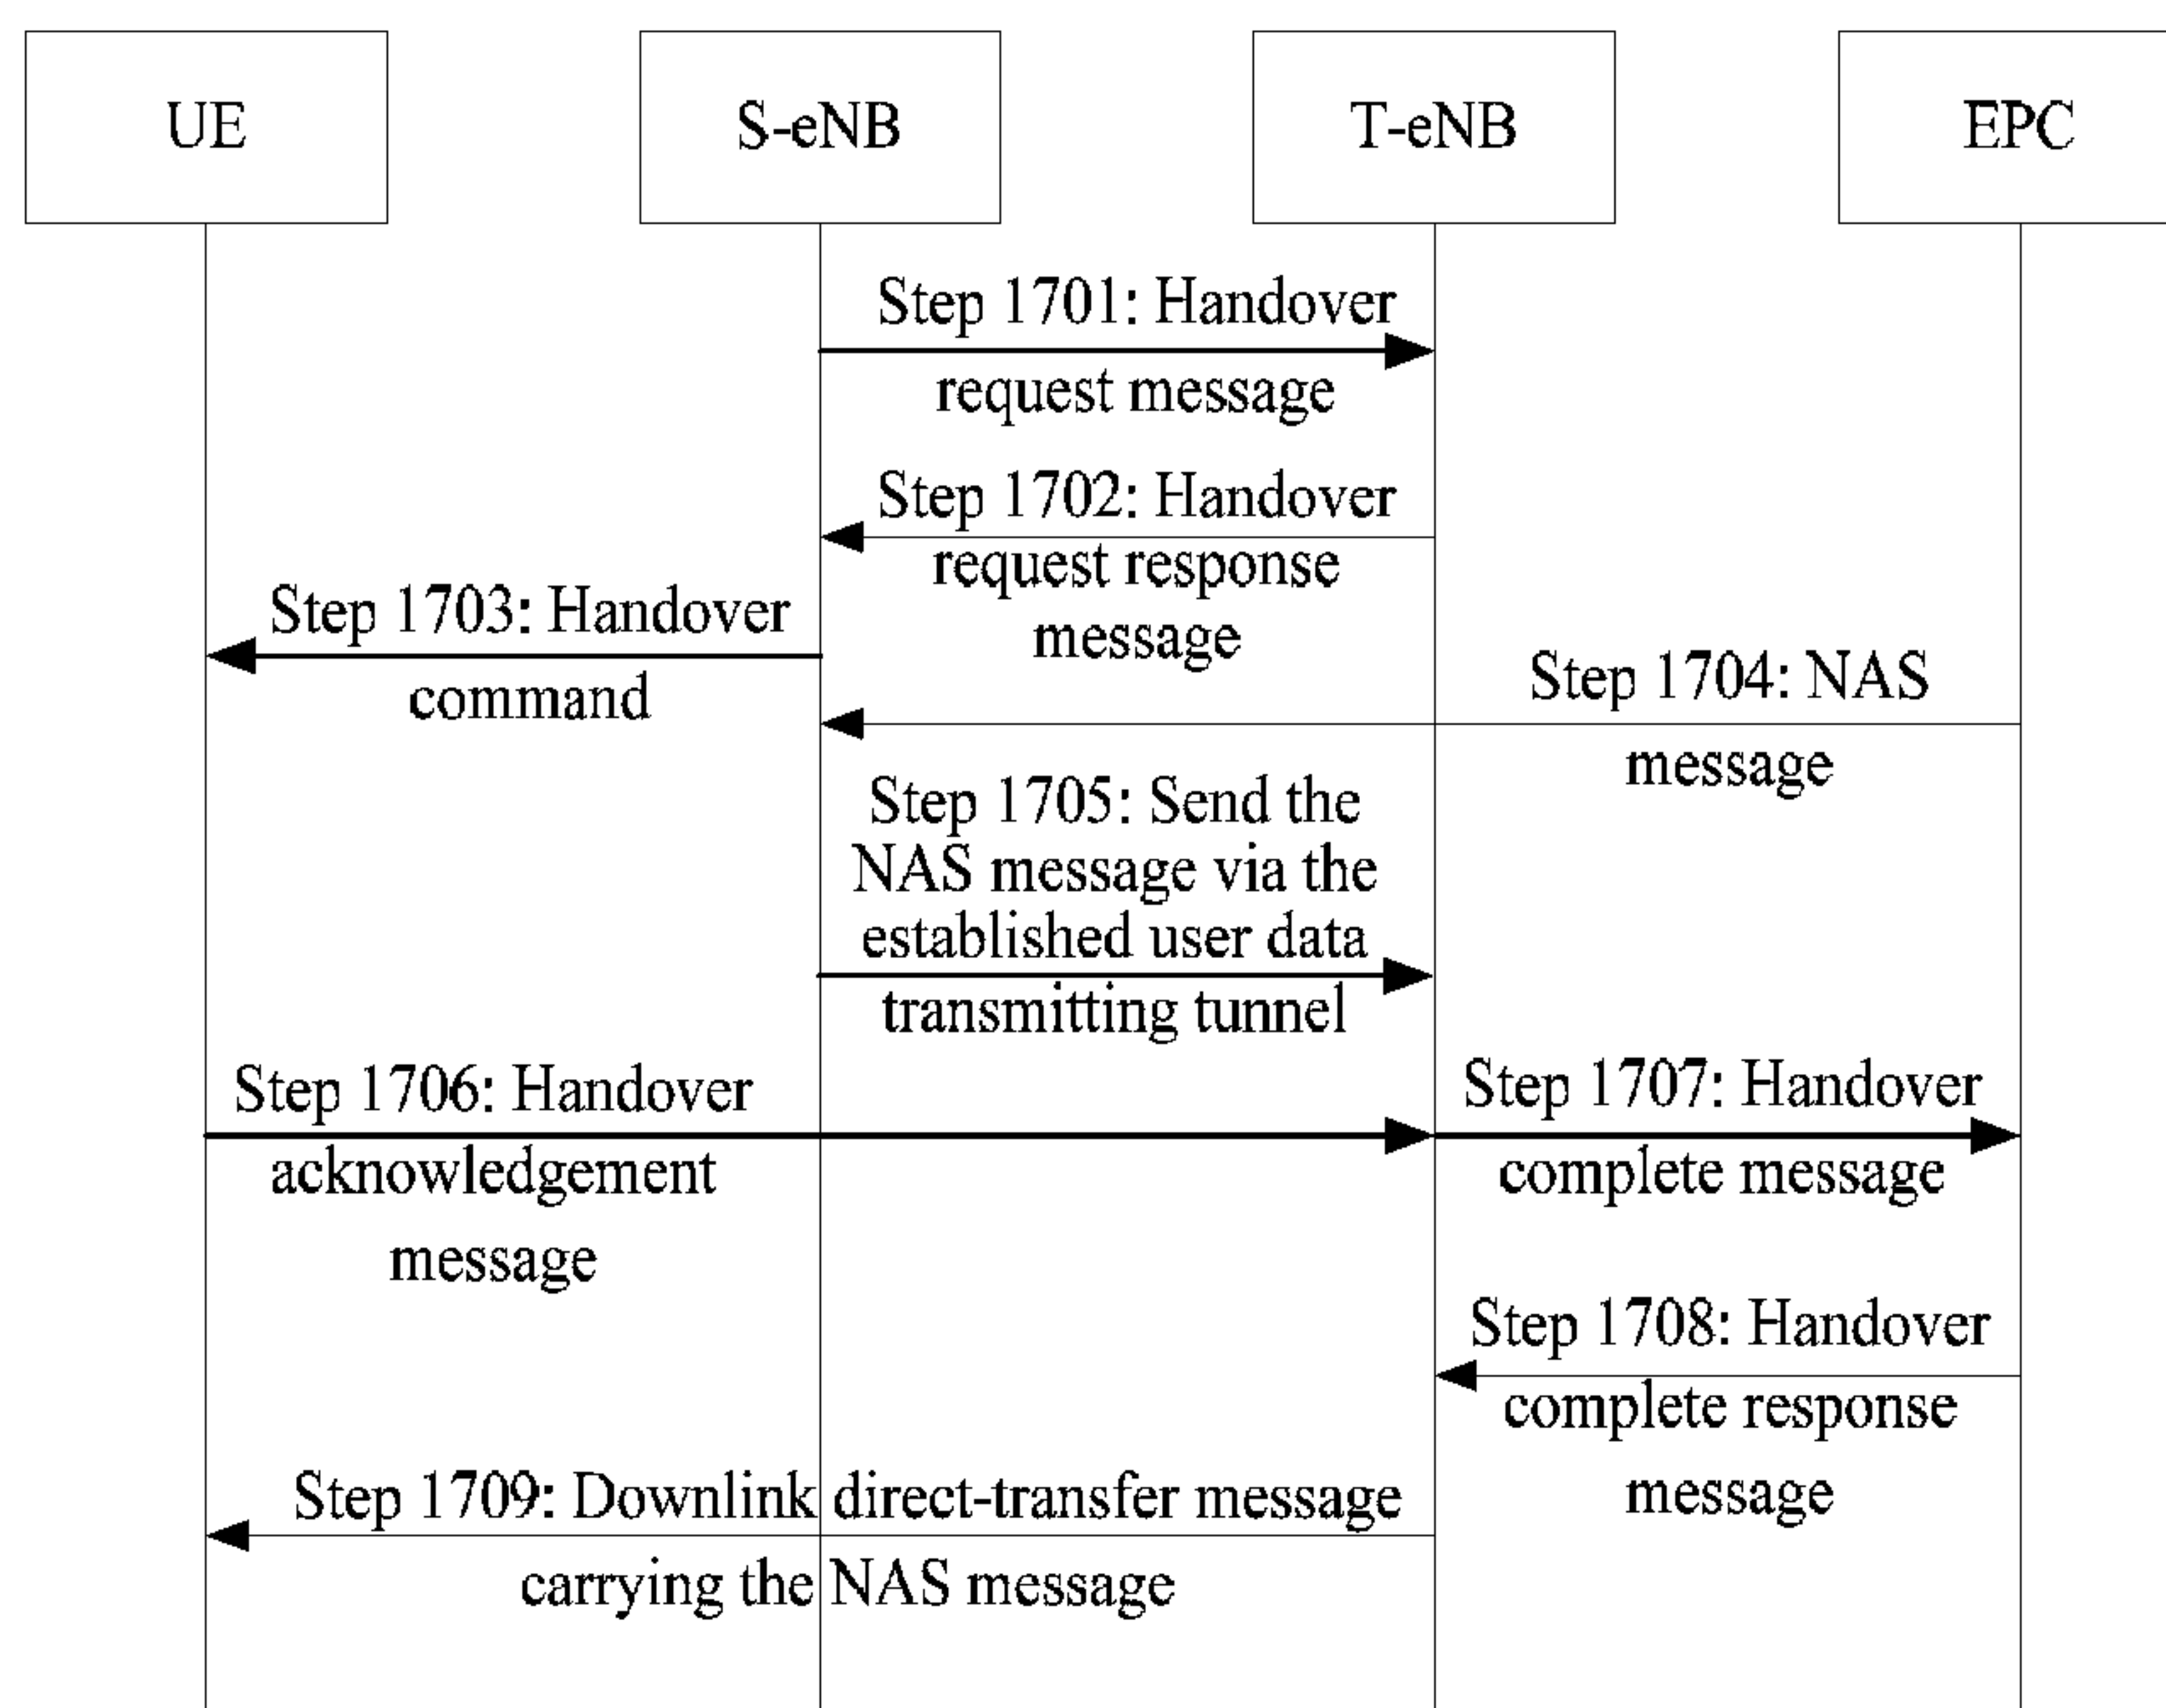 UE
S-eNB
T-eNB
EPC
Step 1701: Handover
request message
Step 1702: Handover
request response
message
Step 1703: Handover
command
Step 1704: NAS
message
Step 1705: Send the
NAS message via the
established user data
transmitting tunnel
Step 1706: Handover
acknowledgement
message
Step 1707: Handover
complete message
Step 1708: Handover
complete response
message
Step 1709: Downlink direct-transfer message
carrying the NAS message